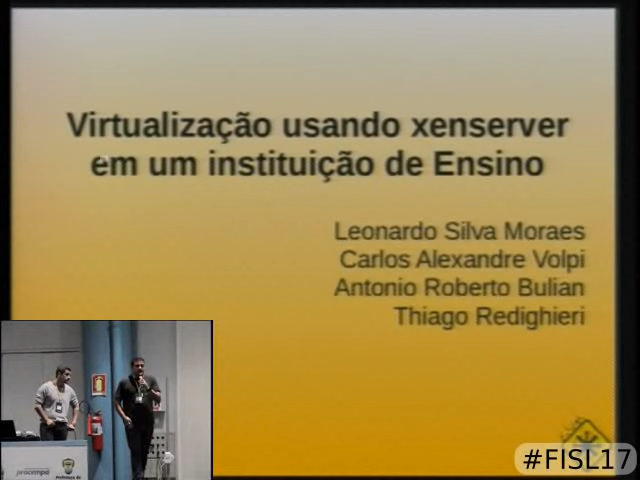 Virtualização usando xenserver
em um instituição de Ensino
Leonardo Silva Moraes
Carlos Alexandre Volpi
Antonio Roberto Bulian
Thiago Redighieri
procempa
#FISL17